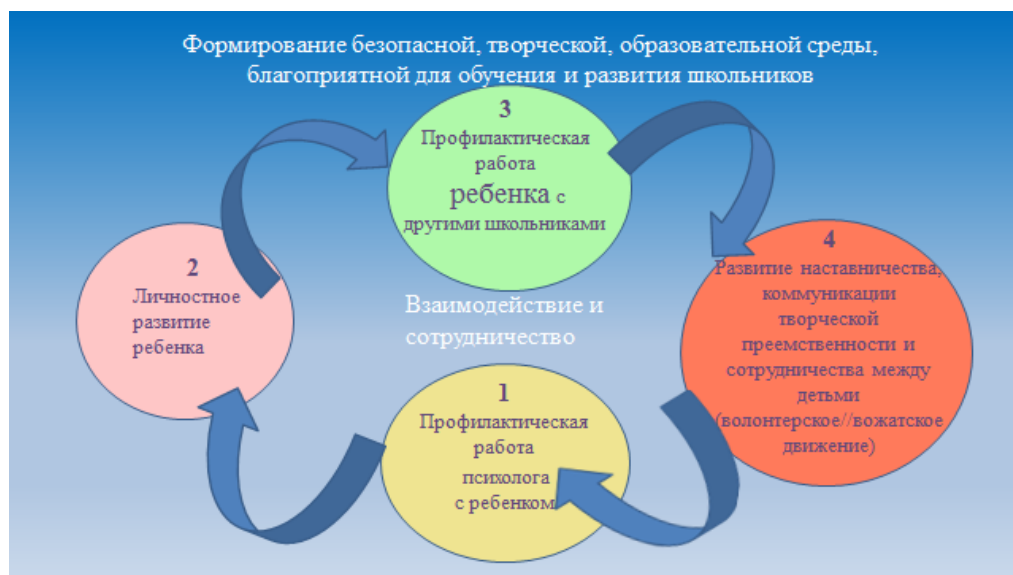 Формирование безопасной, творческой, образовательной среды,
благоприятной для обучения и развития школьников
3
Профилактическая
работа
ребенка с
другими школьниками
2
Личностное
развитие
ребенка
4
Развитие наставничества,
коммуникации
творческой
преемственности и
сотрудничества между
детьми
(волонтерское//вожатское
движение)
Взаимодействие и
сотрудничество
1
Профилактическая
работа
психолога
с ребенком